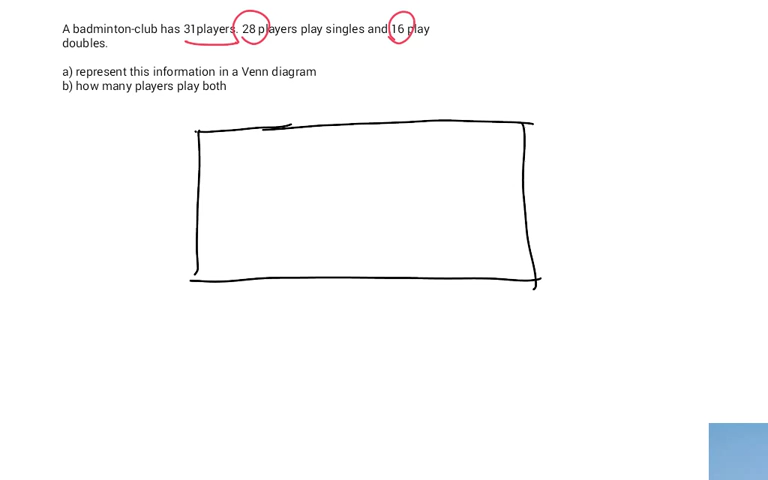 A badminton-club has 31players. 28 players play singles and 16 play
doubles.
a) represent this information in a Venn diagram
b) how many players play both